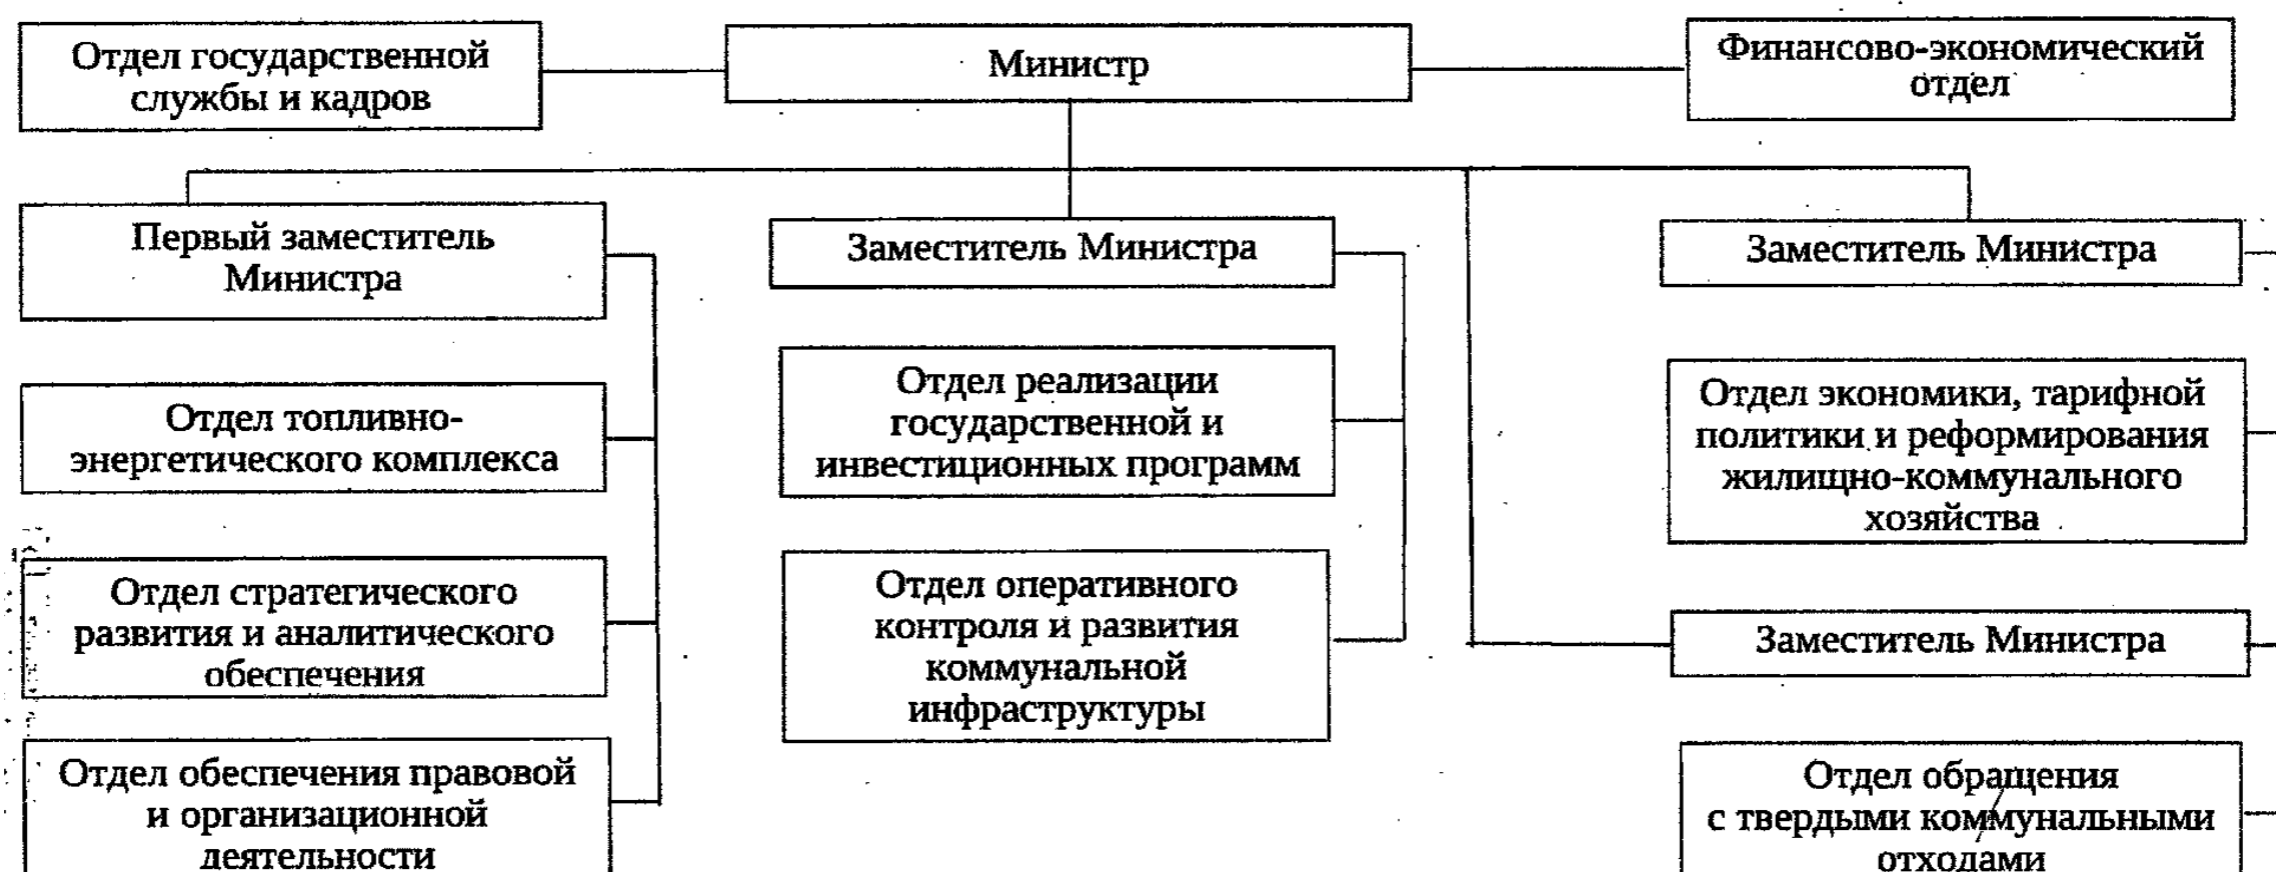 Отдел государственной
службы и кадров
Министр
Финансово-экономический
отдел
Первый заместитель
Министра
Заместитель Министра
Заместитель Министра
Отдел топливно-
энергетического комплекса
Отдел реализации
государственной и
инвестиционных программ
Отдел экономики, тарифной
политики и реформирования
жилищно-коммунального
хозяйства
Отдел стратегического
развития и аналитического
обеспечения
Отдел оперативного
контроля и развития
коммунальной
инфраструктуры
Заместитель Министра
Отдел обеспечения правовой
и организационной
деятельности
Отдел обращения
с твердыми коммунальными
отходами